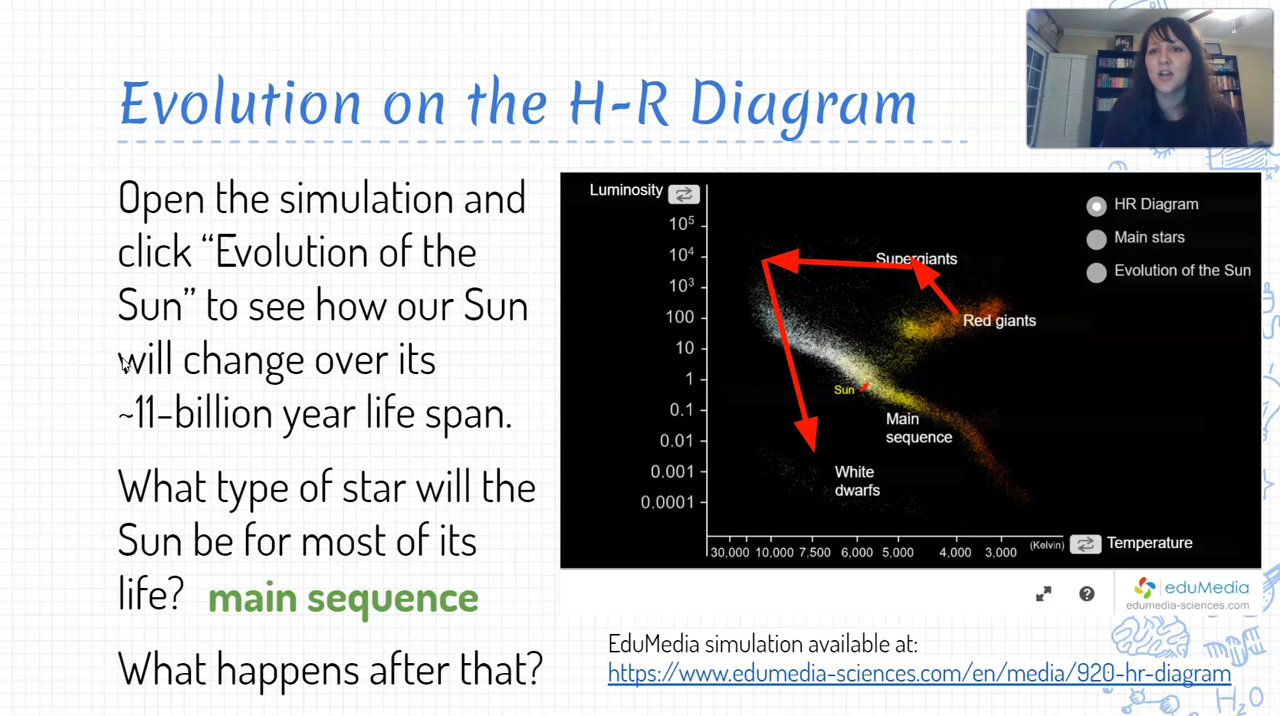 Evolution on the H-R Diagram
Open the simulation and
click “Evolution of the
Sun” to see how our Sun
will change over its
~11-billion year life span.
What type of star will the
Sun be for most of its
life? main sequence
What happens after that?
Luminosity
10⁵
10⁴
10³
100
10
1
0.1
0.01
0.001
0.0001
HR Diagram
Main stars
Evolution of the Sun
Supergiants
Red giants
Sun
Main
sequence
White
dwarfs
30,000 10,000 7,500 6,000 5,000 4,000 3,000 (Kelvin) Temperature
eduMedia
edumedia-sciences.com
EduMedia simulation available at:
https://www.edumedia-sciences.com/en/media/920-hr-diagram
H₂O